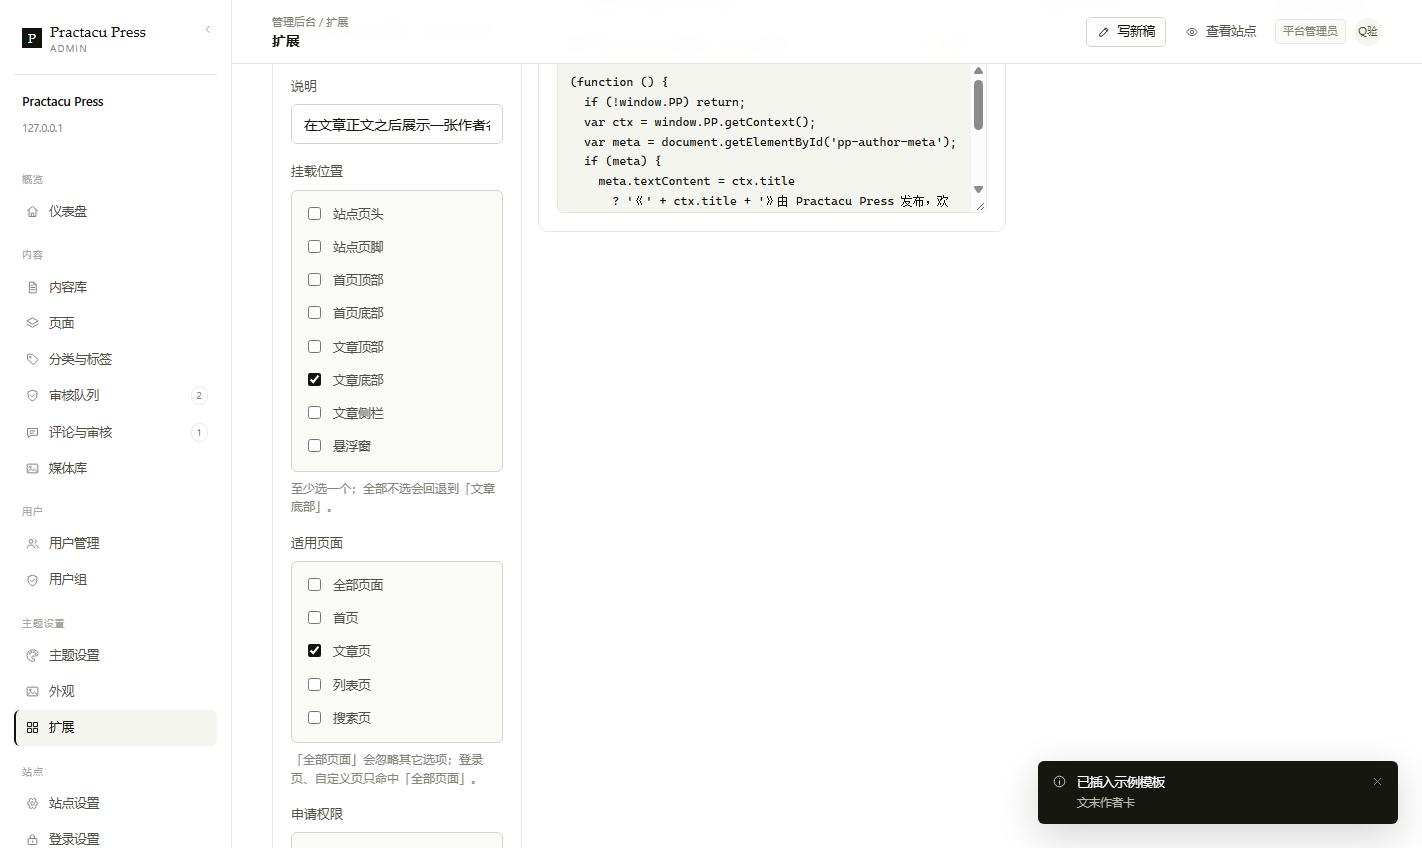 P
Practacu Press
ADMIN
Practacu Press
127.0.0.1
概览
仪表盘
内容
内容库
页面
分类与标签
审核队列
2
评论与审核
1
媒体库
用户
用户管理
用户组
主题设置
主题设置
外观
扩展
站点
站点设置
登录设置
管理后台 / 扩展
扩展
写新稿
查看站点
平台管理员
Q验
说明
在文章正文之后展示一张作者名
挂载位置
站点页头
站点页脚
首页顶部
首页底部
文章顶部
文章底部
文章侧栏
悬浮窗
至少选一个；全部不选会回退到「文章
底部」。
适用页面
全部页面
首页
文章页
列表页
搜索页
「全部页面」会忽略其它选项；登录
页、自定义页只命中「全部页面」。
申请权限
(function () {
if (!window.PP) return;
var ctx = window.PP.getContext();
var meta = document.getElementById('pp-author-meta');
if (meta) {
meta.textContent = ctx.title
? '《' + ctx.title + '》由 Practacu Press 发布，欢
已插入示例模板
文末作者卡